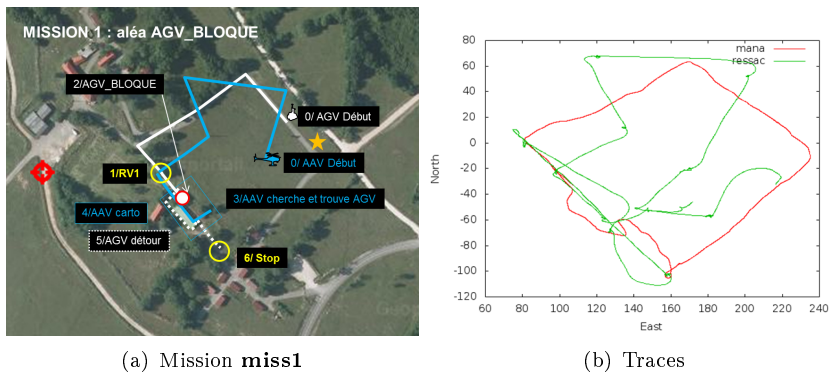 MISSION 1 : aléa AGV_BLOQUE
2/AGV_BLOQUE
0/ AGV Début
0/ AAV Début
1/RV1
3/AAV cherche et trouve AGV
4/AAV carto
5/AGV détour
6/ Stop
(a) Mission miss1
mana
ressac
80
60
40
20
0
-20
-40
-60
-80
-100
-120
North
60 80 100 120 140 160 180 200 220 240
East
(b) Traces